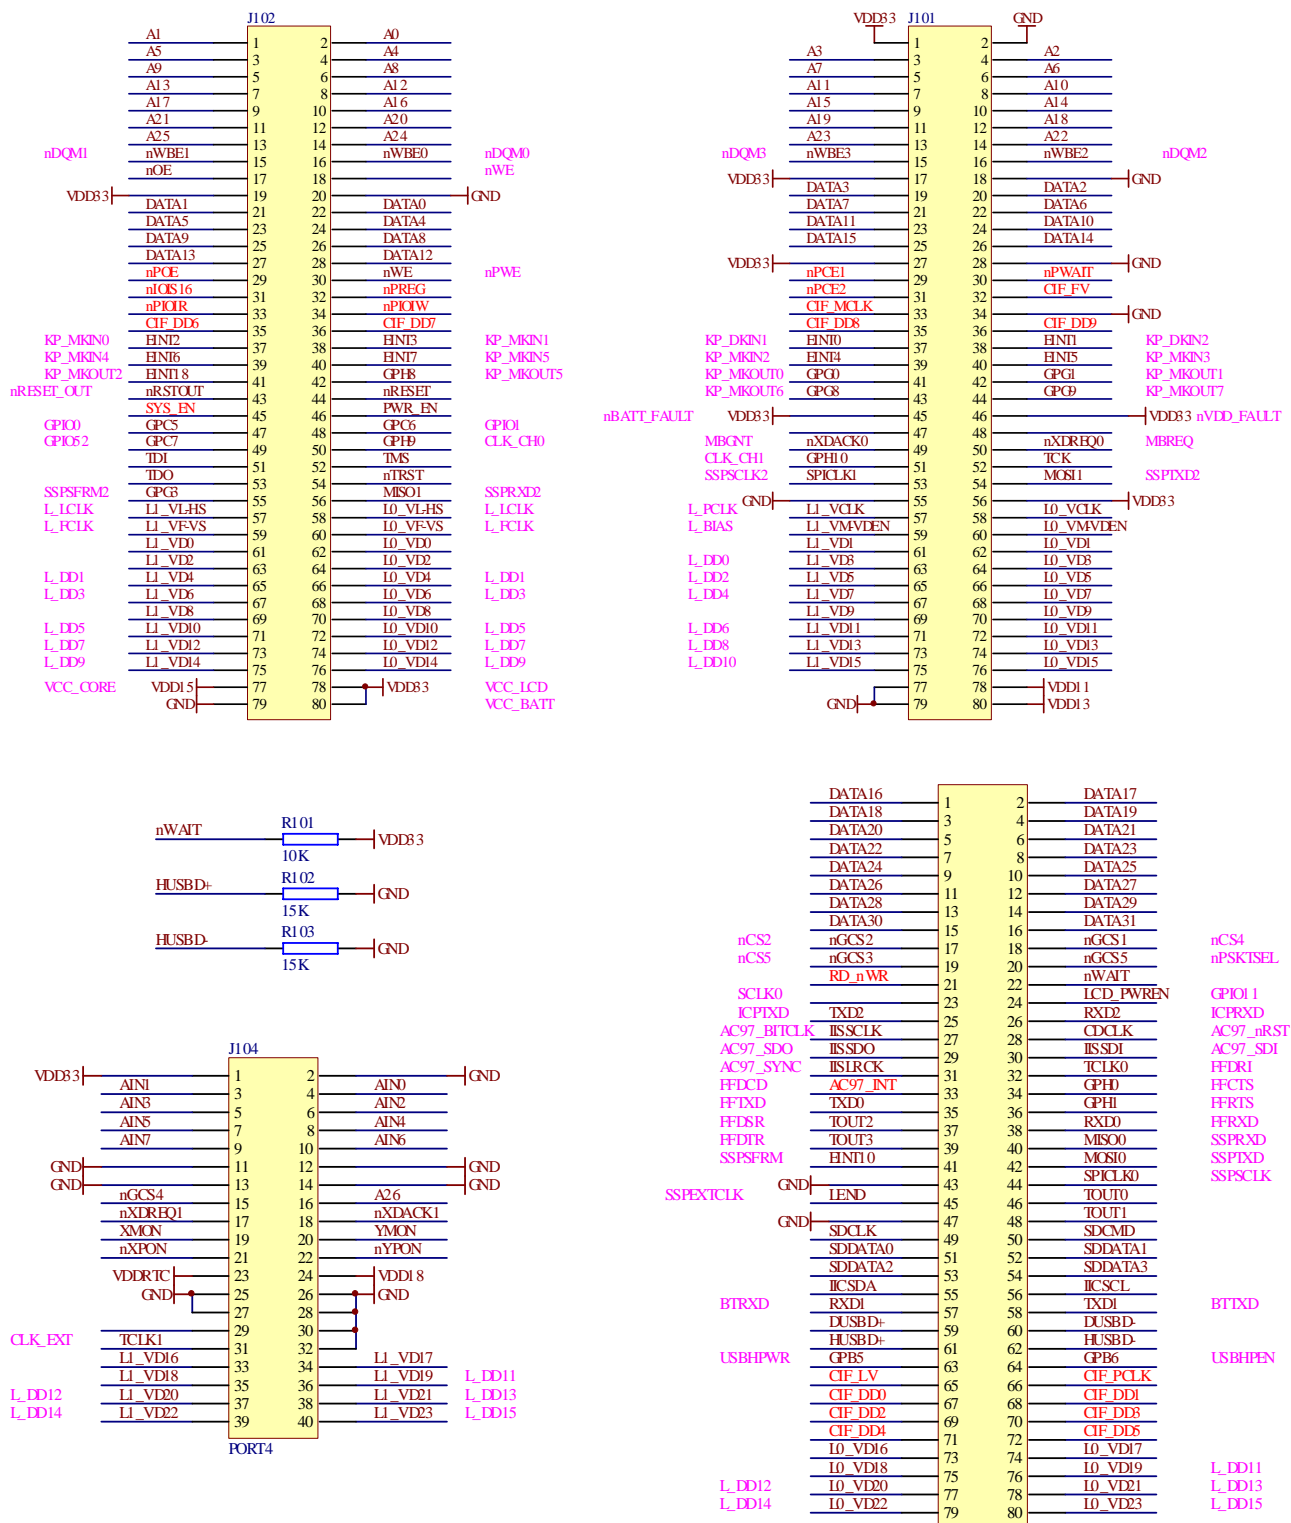 J102
A1 1 2 A0
A5 3 4 A4
A9 5 6 A8
A13 7 8 A12
A17 9 10 A16
A21 11 12 A20
A25 13 14 A24
nDQM1 nWBE1 15 16 nWBE0 nDQM0
nOE 17 18 nWE
VDD33 19 20 GND
DATA1 21 22 DATA0
DATA5 23 24 DATA4
DATA9 25 26 DATA8
DATA13 27 28 DATA12
nPOE 29 30 nWE nPWE
nIOIS16 31 32 nPREG
nPIOIR 33 34 nPIOIW
CIF_DD6 35 36 CIF_DD7
KP_MKIN0 EINT2 37 38 EINT3 KP_MKIN1
KP_MKIN4 EINT6 39 40 EINT7 KP_MKIN5
KP_MKOUT2 EINT18 41 42 GPH8 KP_MKOUT5
nRESET_OUT nRSTOUT 43 44 nRESET
SYS_EN 45 46 PWR_EN
GPIO0 GPC5 47 48 GPC6 GPIO1
GPIO52 GPC7 49 50 GPH9 CLK_CH0
TDI 51 52 TMS
TDO 53 54 nTRST
SSPSFRM2 GPG3 55 56 MISO1 SSPRXD2
L_LCLK L1_VL-HS 57 58 L0_VL-HS L_LCLK
L_FCLK L1_VF-VS 59 60 L0_VF-VS L_FCLK
L1_VD0 61 62 L0_VD0
L1_VD2 63 64 L0_VD2
L_DD1 L1_VD4 65 66 L0_VD4 L_DD1
L_DD3 L1_VD6 67 68 L0_VD6 L_DD3
L1_VD8 69 70 L0_VD8
L_DD5 L1_VD10 71 72 L0_VD10 L_DD5
L_DD7 L1_VD12 73 74 L0_VD12 L_DD7
L_DD9 L1_VD14 75 76 L0_VD14 L_DD9
VCC_CORE VDD15 77 78 VDD33 VCC_LCD
GND 79 80 VCC_BATT
VDD33 J101 GND
1 2
A3 3 4 A2
A7 5 6 A6
A11 7 8 A10
A15 9 10 A14
A19 11 12 A18
A23 13 14 A22
nDQM3 nWBE3 15 16 nWBE2 nDQM2
VDD33 17 18 GND
DATA3 19 20 DATA2
DATA7 21 22 DATA6
DATA11 23 24 DATA10
DATA15 25 26 DATA14
VDD33 27 28 GND
nPCE1 29 30 nPWAIT
nPCE2 31 32 CIF_FV
CIF_MCLK 33 34 GND
CIF_DD8 35 36 CIF_DD9
KP_DKIN1 EINT0 37 38 EINT1 KP_DKIN2
KP_MKIN2 EINT4 39 40 EINT5 KP_MKIN3
KP_MKOUT0 GPG0 41 42 GPG1 KP_MKOUT1
KP_MKOUT6 GPG8 43 44 GPG9 KP_MKOUT7
nBATT_FAULT VDD33 45 46 VDD33 nVDD_FAULT
47 48
MBGNT nXDACK0 49 50 nXDREQ0 MBREQ
CLK_CH1 GPH10 51 52 TCK
SSPSCLK2 SPICLK1 53 54 MOSI1 SSPTXD2
GND 55 56 VDD33
L_PCLK L1_VCLK 57 58 L0_VCLK
L_BIAS L1_VM-VDEN 59 60 L0_VM-VDEN
L1_VD1 61 62 L0_VD1
L_DD0 L1_VD3 63 64 L0_VD3
L_DD2 L1_VD5 65 66 L0_VD5
L_DD4 L1_VD7 67 68 L0_VD7
L1_VD9 69 70 L0_VD9
L_DD6 L1_VD11 71 72 L0_VD11
L_DD8 L1_VD13 73 74 L0_VD13
L_DD10 L1_VD15 75 76 L0_VD15
77 78 VDD11
GND 79 80 VDD13
nWAIT R101 VDD33
10K
HUSBD+ R102 GND
15K
HUSBD- R103 GND
15K
J104
VDD33 1 2 GND
AIN1 3 4 AIN0
AIN3 5 6 AIN2
AIN5 7 8 AIN4
AIN7 9 10 AIN6
GND 11 12 GND
GND 13 14 GND
nGCS4 15 16 A26
nXDREQ1 17 18 nXDACK1
XMON 19 20 YMON
nXPON 21 22 nYPON
VDDRTC 23 24 VDD18
GND 25 26 GND
27 28
29 30
CLK_EXT TCLK1 31 32
L1_VD16 33 34 L1_VD17
L1_VD18 35 36 L1_VD19 L_DD11
L_DD12 L1_VD20 37 38 L1_VD21 L_DD13
L_DD14 L1_VD22 39 40 L1_VD23 L_DD15
PORT4
DATA16 1 2 DATA17
DATA18 3 4 DATA19
DATA20 5 6 DATA21
DATA22 7 8 DATA23
DATA24 9 10 DATA25
DATA26 11 12 DATA27
DATA28 13 14 DATA29
DATA30 15 16 DATA31
nCS2 nGCS2 17 18 nGCS1 nCS4
nCS5 nGCS3 19 20 nGCS5 nPSKTSEL
RD_nWR 21 22 nWAIT
SCLK0 23 24 LCD_PWREN GPIO11
ICPTXD TXD2 25 26 RXD2 ICPRXD
AC97_BITCLK IISSCLK 27 28 CDCLK AC97_nRST
AC97_SDO IISSDO 29 30 IISSDI AC97_SDI
AC97_SYNC IISLRCK 31 32 TCLK0 FFDRI
FFDCD AC97_INT 33 34 GPH0 FFCTS
FFTXD TXD0 35 36 GPH1 FFRTS
FFDSR TOUT2 37 38 RXD0 FFRXD
FFDTR TOUT3 39 40 MISO0 SSPRXD
SSPSFRM EINT10 41 42 MOSI0 SSPTXD
GND 43 44 SPICLK0 SSPSCLK
SSPEXTCLK LEND 45 46 TOUT0
GND 47 48 TOUT1
SDCLK 49 50 SDCMD
SDDATA0 51 52 SDDATA1
SDDATA2 53 54 SDDATA3
IICSDA 55 56 IICSCL
BTRXD RXD1 57 58 TXD1 BTTXD
DUSBD+ 59 60 DUSBD-
HUSBD+ 61 62 HUSBD-
USBHPWR GPB5 63 64 GPB6 USBHPEN
CIF_LV 65 66 CIF_PCLK
CIF_DD0 67 68 CIF_DD1
CIF_DD2 69 70 CIF_DD3
CIF_DD4 71 72 CIF_DD5
L0_VD16 73 74 L0_VD17
L0_VD18 75 76 L0_VD19 L_DD11
L_DD12 L0_VD20 77 78 L0_VD21 L_DD13
L_DD14 L0_VD22 79 80 L0_VD23 L_DD15